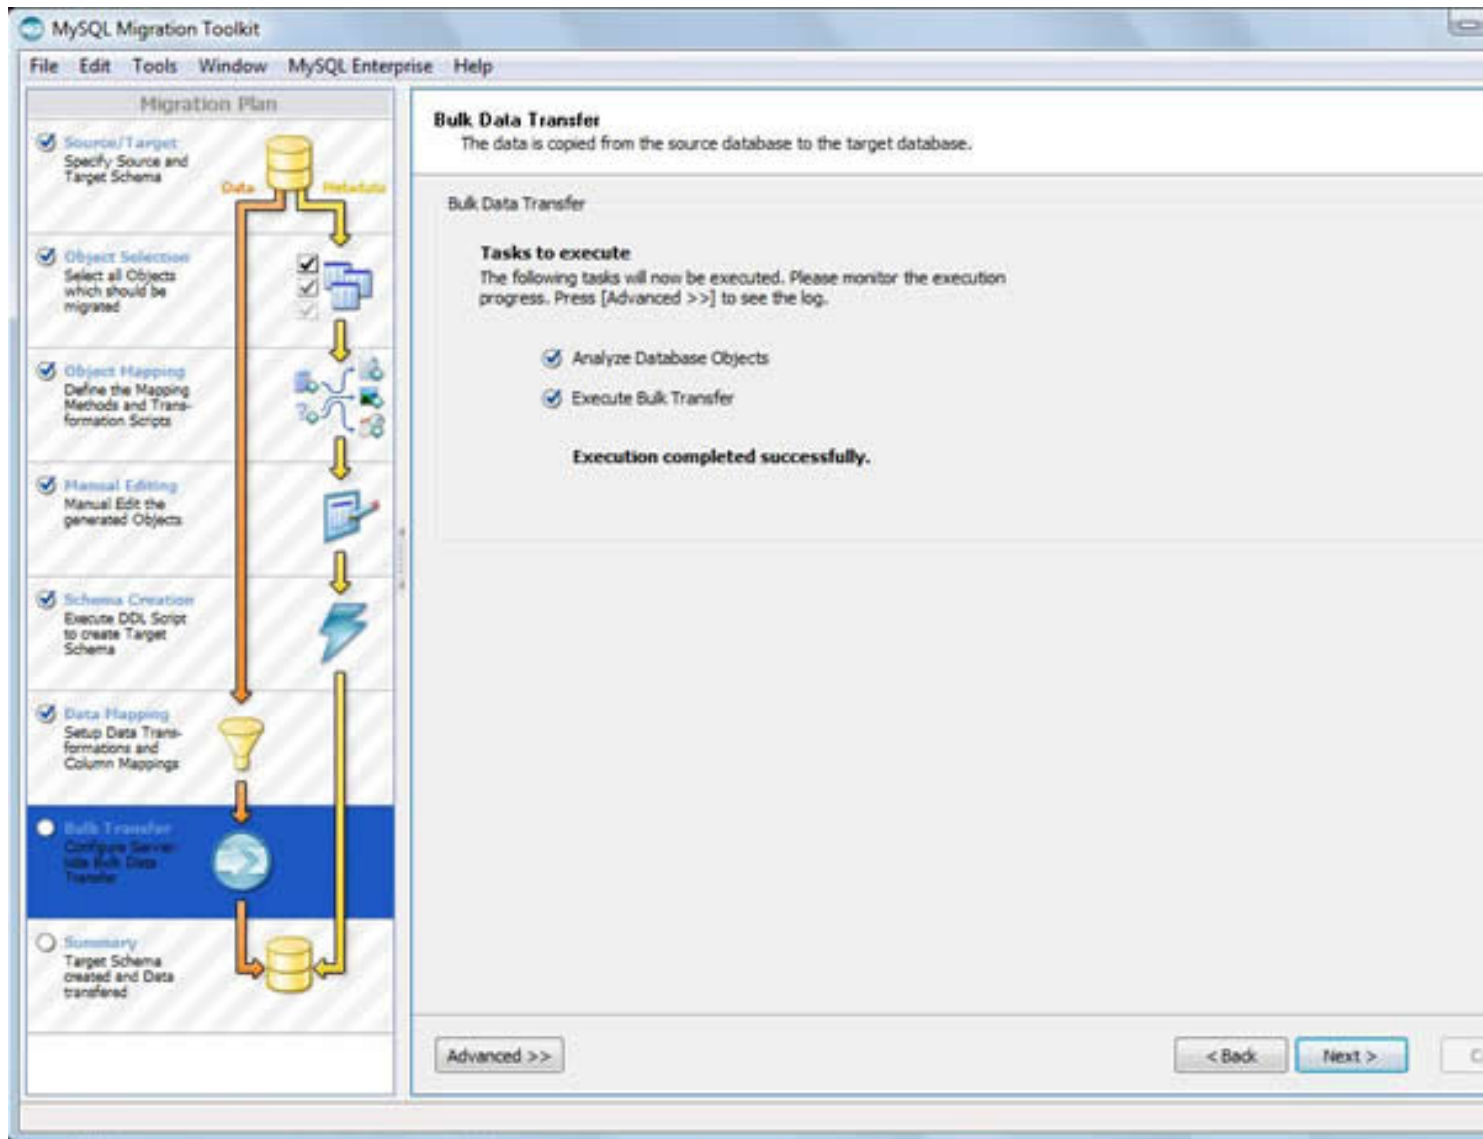 MySQL Migration Toolkit
File Edit Tools Window MySQL Enterprise Help
Migration Plan
Source/Target
Specify Source and
Target Schema
Data
Metadata
Object Selection
Select all Objects
which should be
migrated
Object Mapping
Define the Mapping
Methods and Trans-
formation Scripts
Manual Editing
Manual Edit the
generated Objects
Schema Creation
Execute DDL Script
to create Target
Schema
Data Mapping
Setup Data Trans-
formations and
Column Mappings
Bulk Transfer
Configure Server-
side Bulk Data
Transfer
Summary
Target Schema
created and Data
transfered
Bulk Data Transfer
The data is copied from the source database to the target database.
Bulk Data Transfer
Tasks to execute
The following tasks will now be executed. Please monitor the execution
progress. Press [Advanced >>] to see the log.
Analyze Database Objects
Execute Bulk Transfer
Execution completed successfully.
Advanced >>
< Back
Next >